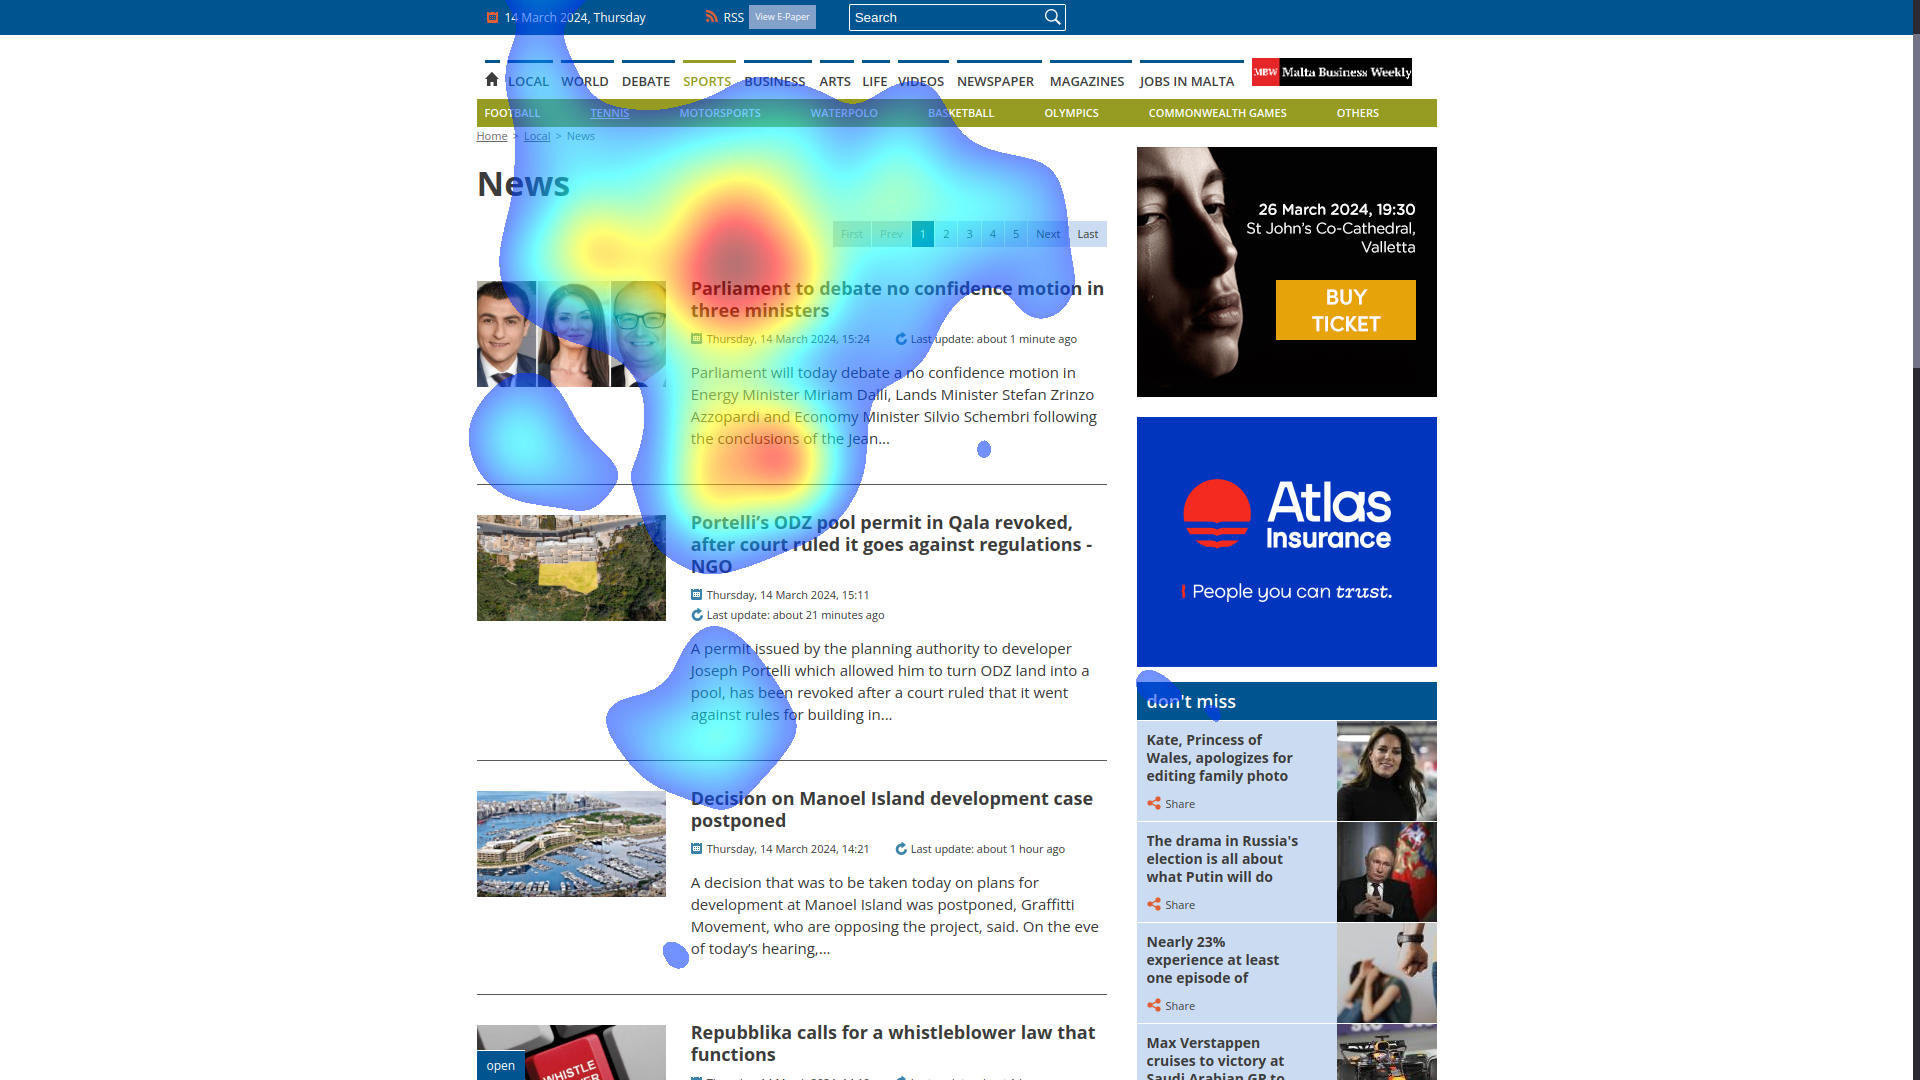 14 March 2024, Thursday
RSS
View E-Paper
Search
LOCAL WORLD DEBATE SPORTS BUSINESS ARTS LIFE VIDEOS NEWSPAPER MAGAZINES JOBS IN MALTA
MBW Malta Business Weekly
FOOTBALL TENNIS MOTORSPORTS WATERPOLO BASKETBALL OLYMPICS COMMONWEALTH GAMES OTHERS
Home > Local > News
News
First Prev 1 2 3 4 5 Next Last
Parliament to debate no confidence motion in
three ministers
Thursday, 14 March 2024, 15:24 Last update: about 1 minute ago
Parliament will today debate a no confidence motion in
Energy Minister Miriam Dalli, Lands Minister Stefan Zrinzo
Azzopardi and Economy Minister Silvio Schembri following
the conclusions of the Jean...
Portelli’s ODZ pool permit in Qala revoked,
after court ruled it goes against regulations -
NGO
Thursday, 14 March 2024, 15:11
Last update: about 21 minutes ago
A permit issued by the planning authority to developer
Joseph Portelli which allowed him to turn ODZ land into a
pool, has been revoked after a court ruled that it went
against rules for building in...
Decision on Manoel Island development case
postponed
Thursday, 14 March 2024, 14:21 Last update: about 1 hour ago
A decision that was to be taken today on plans for
development at Manoel Island was postponed, Graffitti
Movement, who are opposing the project, said. On the eve
of today’s hearing,...
Repubblika calls for a whistleblower law that
functions
WHISTLE
open
26 March 2024, 19:30
St John’s Co-Cathedral,
Valletta
BUY
TICKET
Atlas
Insurance
People you can trust.
don't miss
Kate, Princess of
Wales, apologizes for
editing family photo
Share
The drama in Russia's
election is all about
what Putin will do
Share
Nearly 23%
experience at least
one episode of
Share
Max Verstappen
cruises to victory at
Saudi Arabian GP to